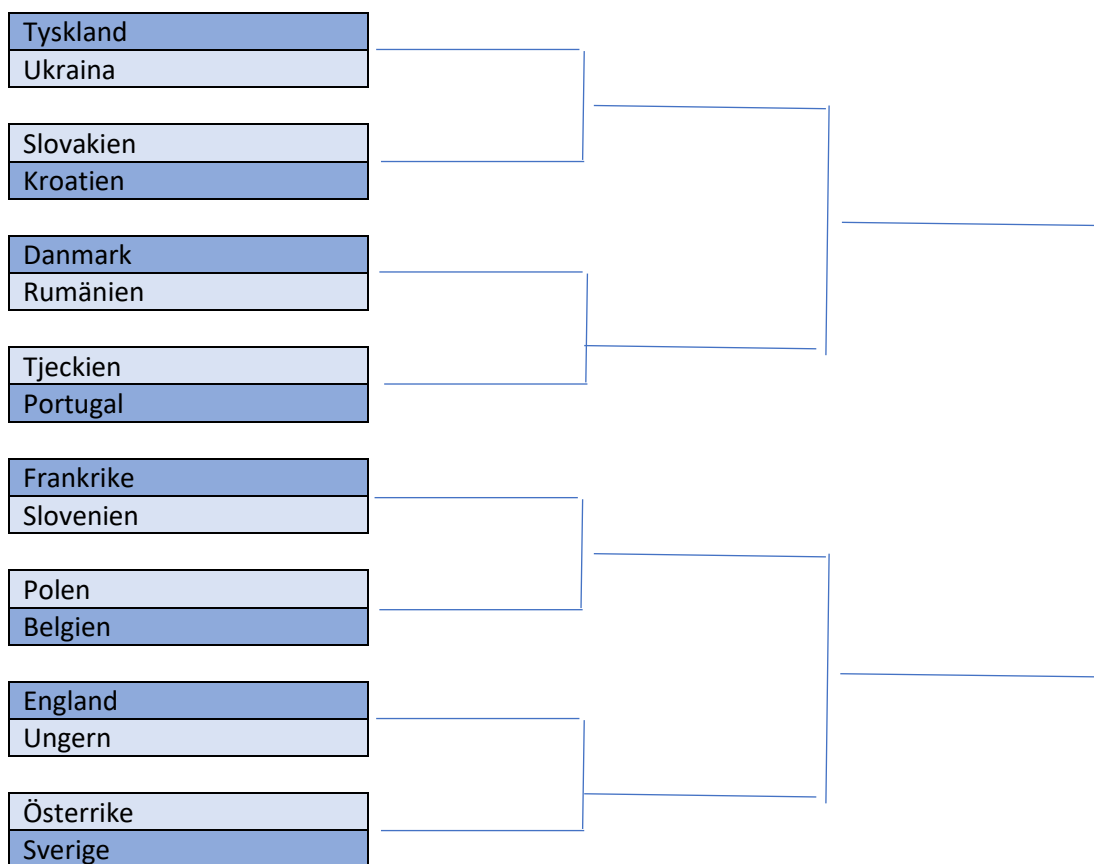 Tyskland
Ukraina
Slovakien
Kroatien
Danmark
Rumänien
Tjeckien
Portugal
Frankrike
Slovenien
Polen
Belgien
England
Ungern
Österrike
Sverige